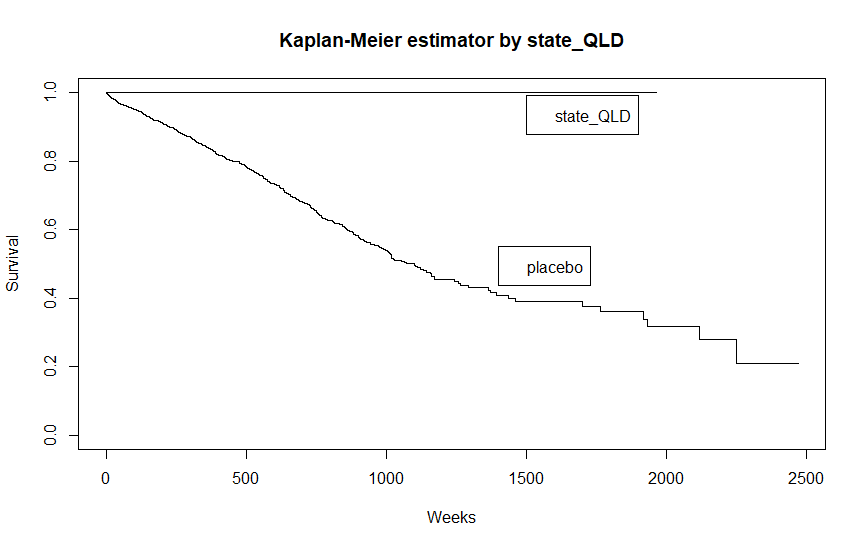 Kaplan-Meier estimator by state_QLD
Survival
1.0
0.8
0.6
0.4
0.2
0.0
state_QLD
placebo
0 500 1000 1500 2000 2500
Weeks